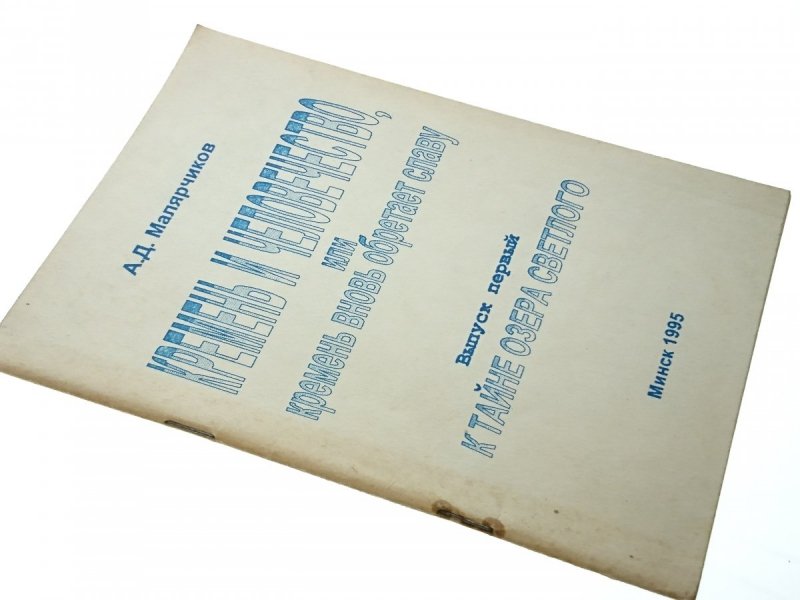 А.Д. Малярчиков
КРЕМЕНЬ И ЧЕЛОВЕЧЕСТВО,
или
кремень вновь обретает славу
Выпуск первый
К ТАЙНЕ ОЗЕРА СВЕТЛОГО
Минск 1995